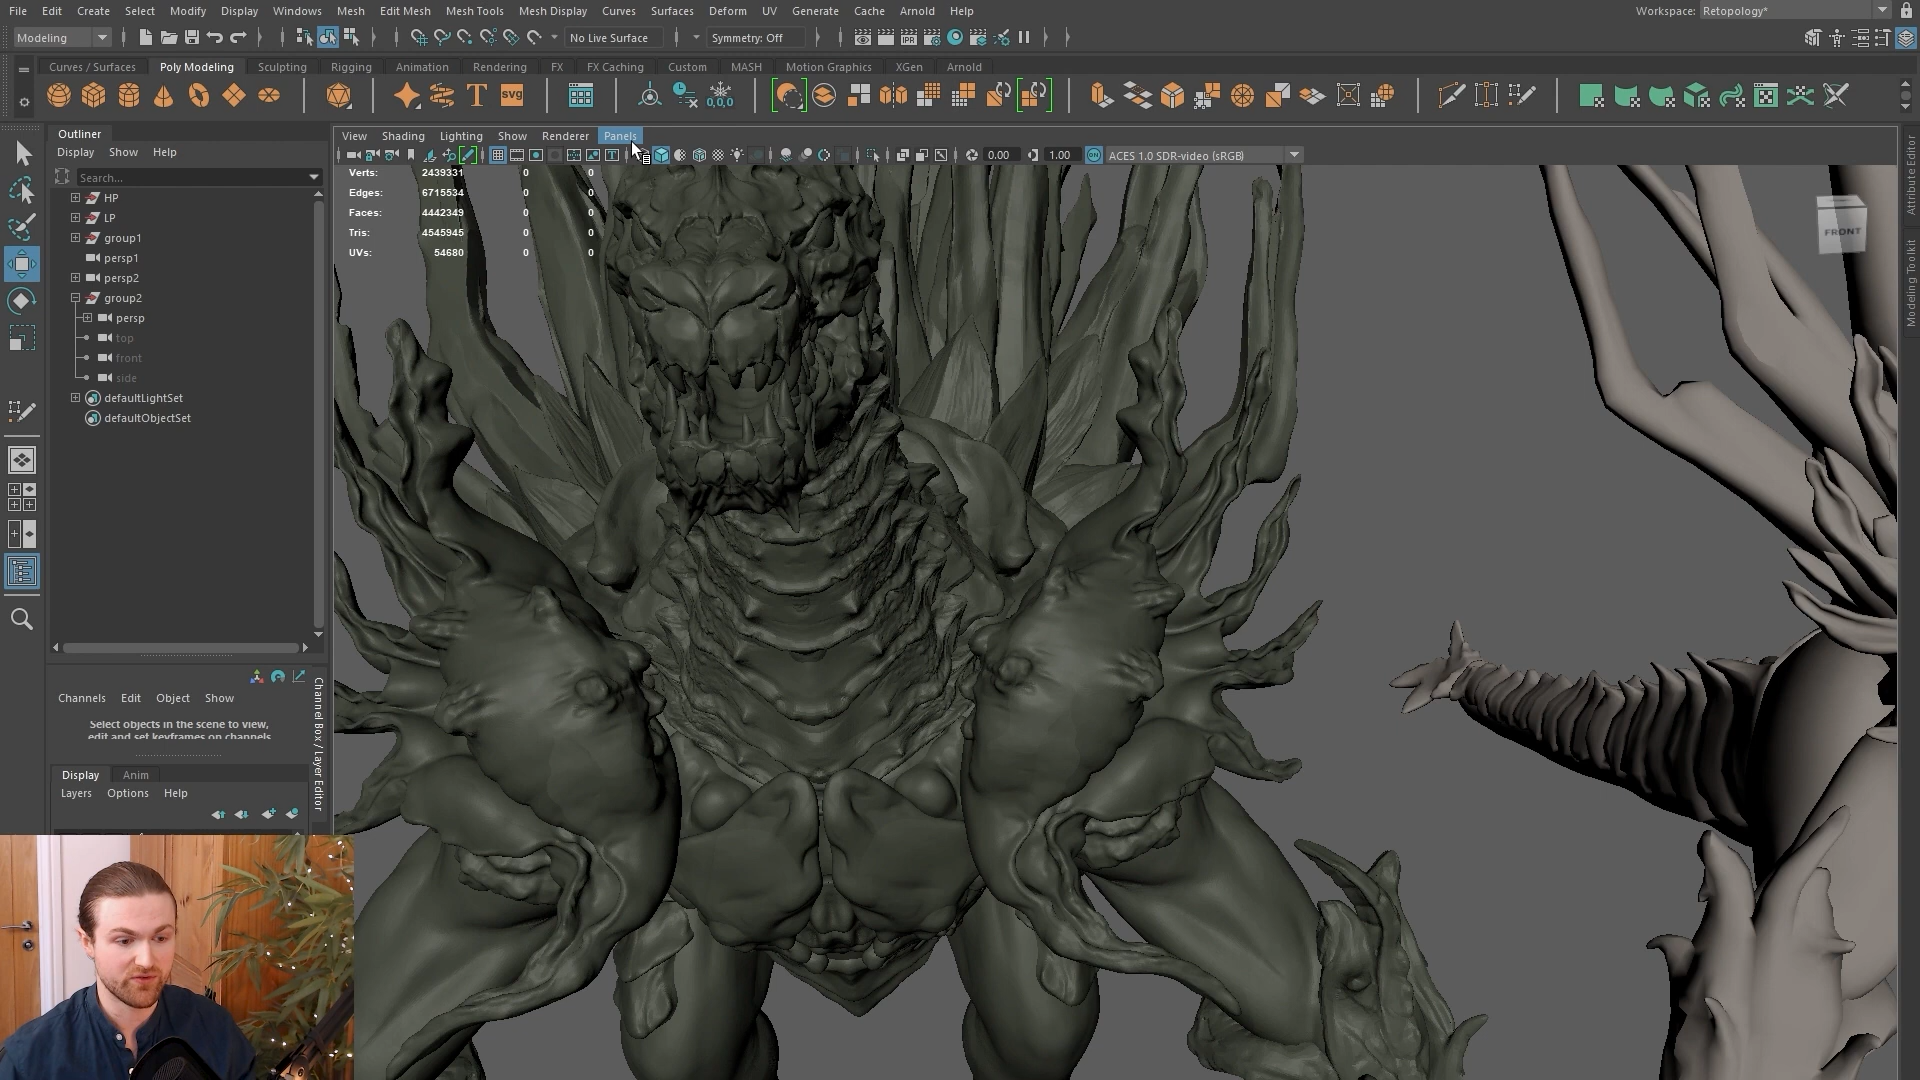 File Edit Create Select Modify Display Windows Mesh Edit Mesh Mesh Tools Mesh Display Curves Surfaces Deform UV Generate Cache Arnold Help Workspace: Retopology*
Modeling No Live Surface Symmetry: Off
Curves / Surfaces Poly Modeling Sculpting Rigging Animation Rendering FX FX Caching Custom MASH Motion Graphics XGen Arnold
T SVG 0,0,0
Outliner
Display Show Help
Search...
HP
LP
group1
persp1
persp2
group2
persp
top
front
side
defaultLightSet
defaultObjectSet
View Shading Lighting Show Renderer Panels
0.00 1.00 ON ACES 1.0 SDR-video (sRGB)
Verts: 2439331 0 0
Edges: 6715534 0 0
Faces: 4442349 0 0
Tris: 4545945 0 0
UVs: 54680 0 0
FRONT
Attribute Editor
Modeling Toolkit
Channels Edit Object Show
Select objects in the scene to view,
edit and set keyframes on channels
Channel Box / Layer Editor
Display Anim
Layers Options Help